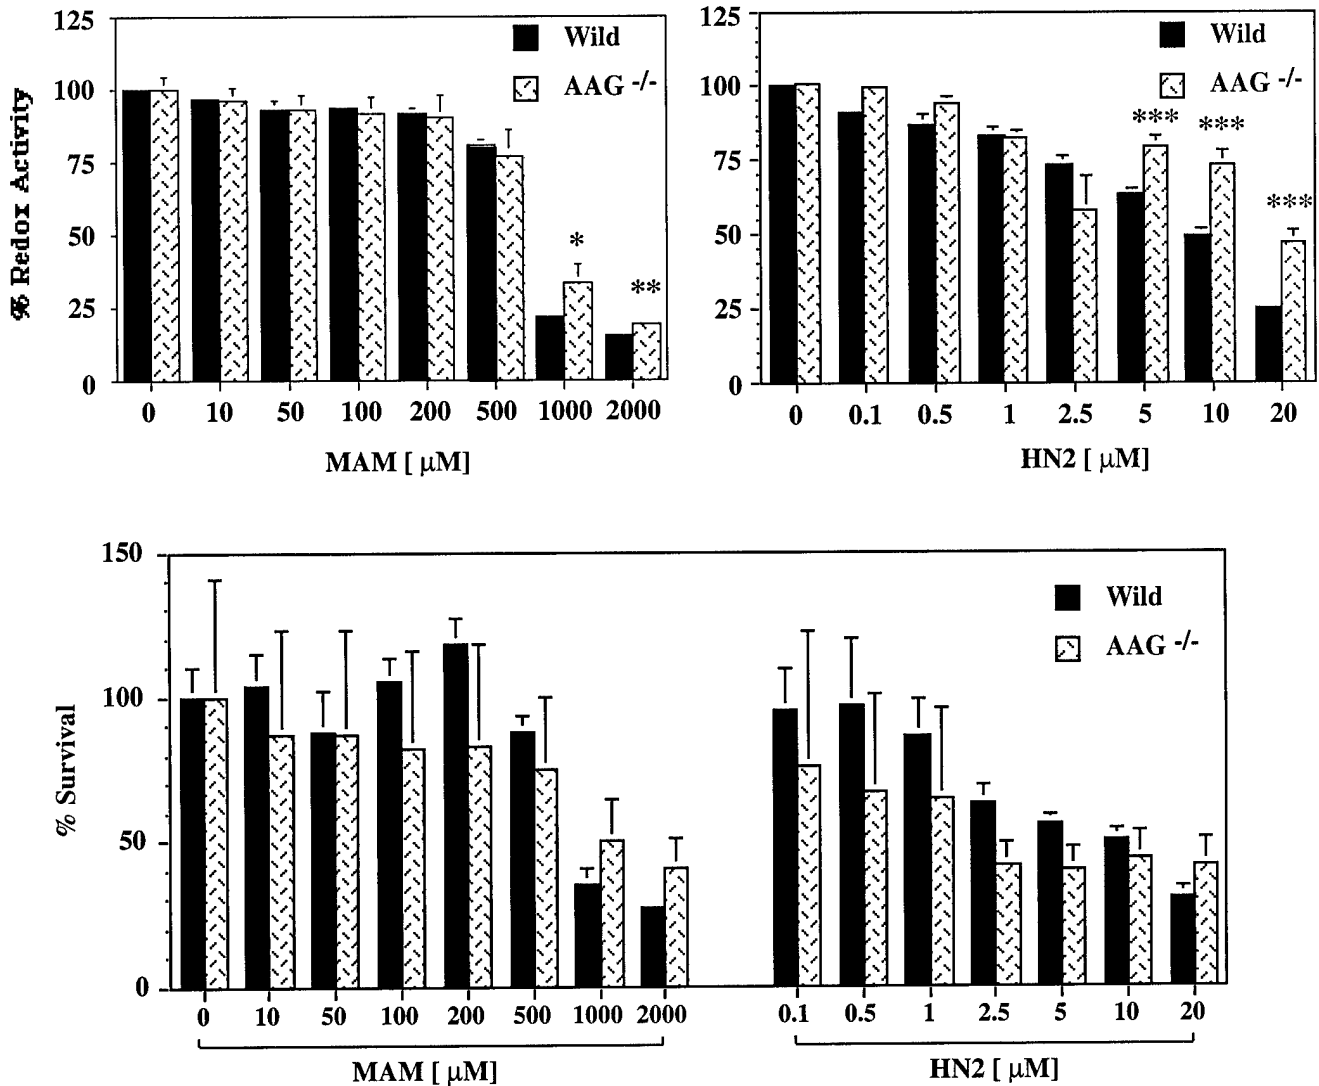 % Redox Activity
125
100
75
50
25
0
Wild
AAG -/-
*
**
0 10 50 100 200 500 1000 2000
MAM [ μM]
125
100
75
50
25
0
Wild
AAG -/-
*** ***
***
0 0.1 0.5 1 2.5 5 10 20
HN2 [ μM]
% Survival
150
100
50
0
Wild
AAG -/-
0 10 50 100 200 500 1000 2000
0.1 0.5 1 2.5 5 10 20
MAM [ μM]
HN2 [ μM]